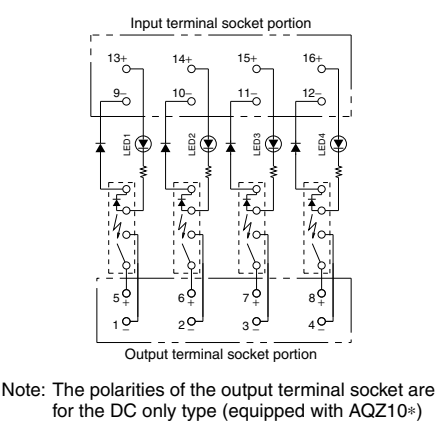 Input terminal socket portion
13+ 14+ 15+ 16+
9− 10− 11− 12−
LED1 LED2 LED3 LED4
5 + 6 + 7 + 8 +
1 − 2 − 3 − 4 −
Output terminal socket portion
Note: The polarities of the output terminal socket are
for the DC only type (equipped with AQZ10∗)